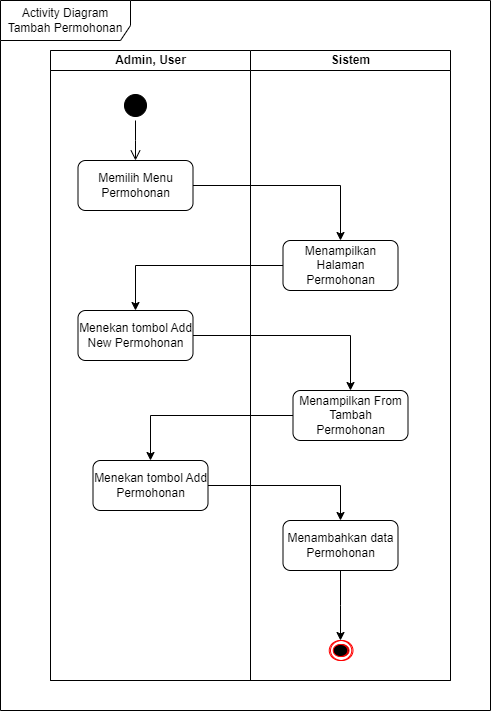 Activity Diagram
Tambah Permohonan
Admin, User
Sistem
Memilih Menu
Permohonan
Menampilkan
Halaman
Permohonan
Menekan tombol Add
New Permohonan
Menampilkan From
Tambah
Permohonan
Menekan tombol Add
Permohonan
Menambahkan data
Permohonan